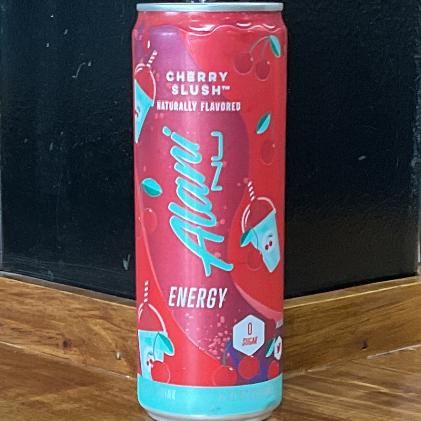 CHERRY
SLUSH™
NATURALLY FLAVORED
Alani
NU
ENERGY
0
SUGAR